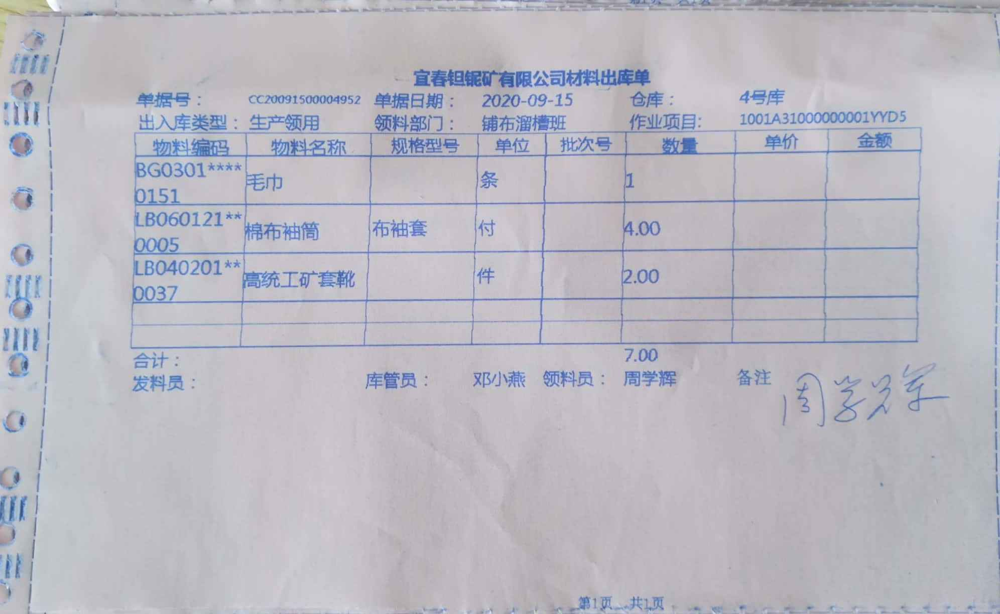 宜春钽铌矿有限公司材料出库单
单据号： CC20091500004952 单据日期： 2020-09-15 仓库： 4号库
出入库类型： 生产领用 领料部门： 铺布溜槽班 作业项目: 1001A31000000001YYD5
物料编码 物料名称 规格型号 单位 批次号 数量 单价 金额
BG0301****0151 毛巾 条 1
LB060121**0005 棉布袖筒 布袖套 付 4.00
LB040201**0037 高统工矿套靴 件 2.00
合计： 7.00
发料员： 库管员： 邓小燕 领料员： 周学辉 备注 周学辉
第1页 共1页